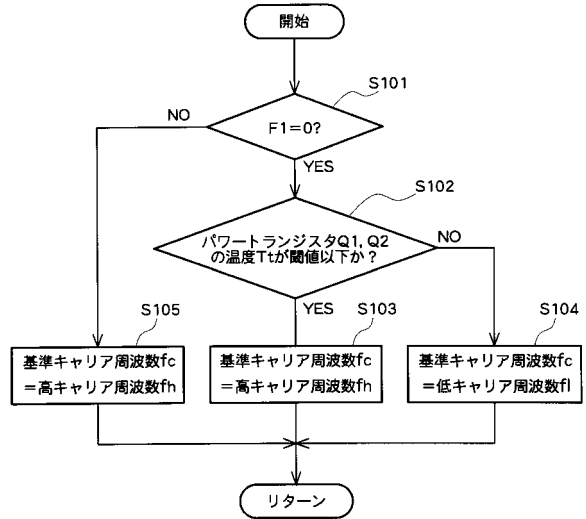 開始
S101
F1=0?
NO
YES
S102
パワートランジスタQ1, Q2
の温度Ttが閾値以下か?
NO
YES
S105
S103
S104
基準キャリア周波数fc
=高キャリア周波数fh
基準キャリア周波数fc
=高キャリア周波数fh
基準キャリア周波数fc
=低キャリア周波数fl
リターン